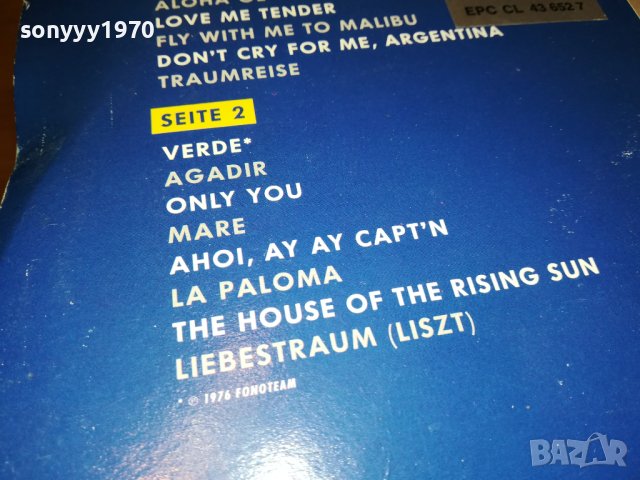 sonyyy1970
ALOHA
LOVE ME TENDER
FLY WITH ME TO MALIBU
DON'T CRY FOR ME, ARGENTINA
TRAUMREISE
EPC CL 43 652 7
SEITE 2
VERDE*
AGADIR
ONLY YOU
MARE
AHOI, AY AY CAPT'N
LA PALOMA
THE HOUSE OF THE RISING SUN
LIEBESTRAUM (LISZT)
* ℗ 1976 FONOTEAM
BAZAR